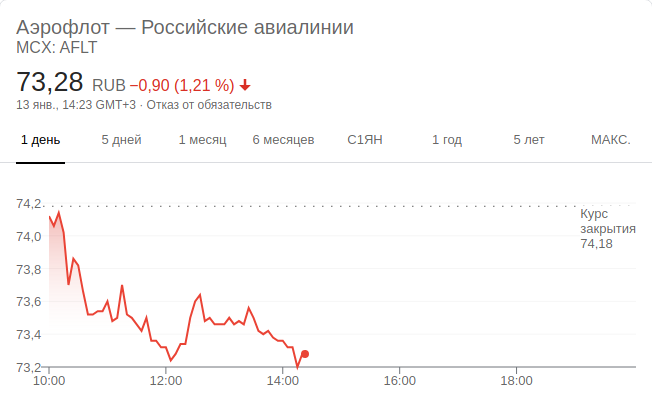 Аэрофлот — Российские авиалинии
MCX: AFLT
73,28 RUB −0,90 (1,21 %)
13 янв., 14:23 GMT+3 · Отказ от обязательств
1 день 5 дней 1 месяц 6 месяцев С1ЯН 1 год 5 лет МАКС.
74,2
Курс
закрытия
74,18
74,0
73,8
73,6
73,4
73,2
10:00 12:00 14:00 16:00 18:00